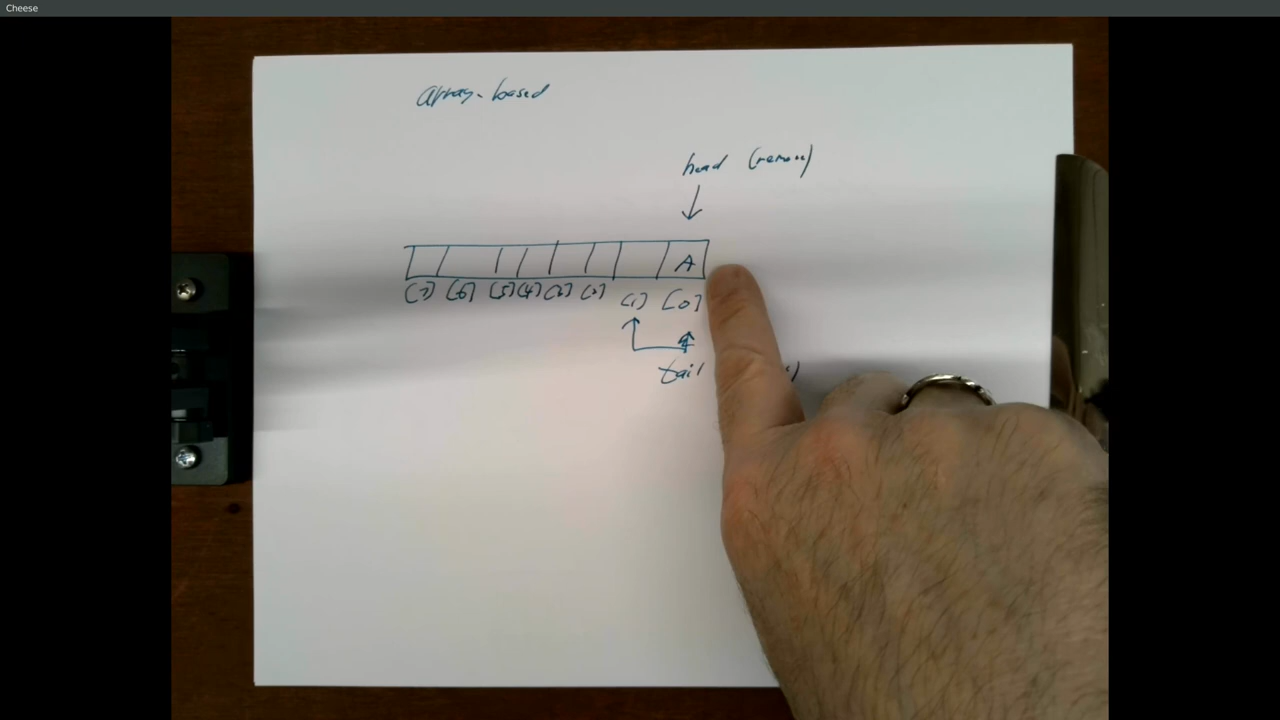 Cheese
array-based
head (remove)
A
[7] [6] [5] [4] [3] [2] [1] [0]
tail